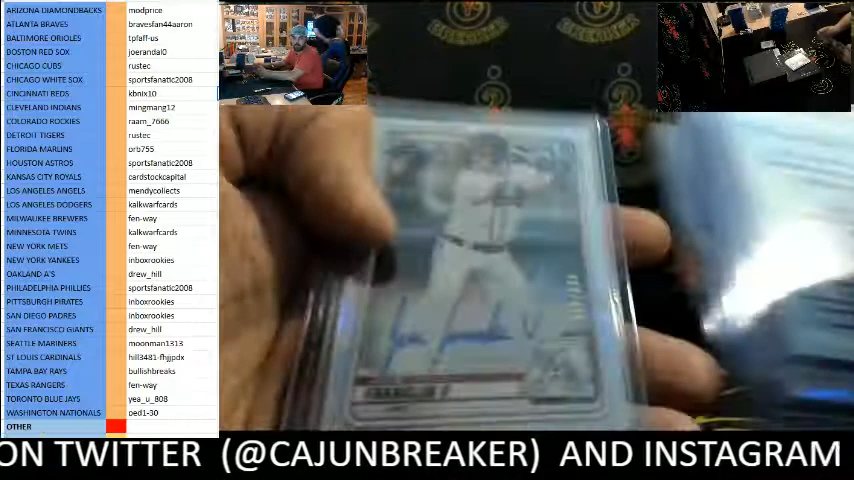 ARIZONA DIAMONDBACKS modprice
ATLANTA BRAVES bravesfan44aaron
BALTIMORE ORIOLES tpfaff-us
BOSTON RED SOX joerandal0
CHICAGO CUBS rustec
CHICAGO WHITE SOX sportsfanatic2008
CINCINNATI REDS kbnix10
CLEVELAND INDIANS mingmang12
COLORADO ROCKIES raam_7666
DETROIT TIGERS rustec
FLORIDA MARLINS orb755
HOUSTON ASTROS sportsfanatic2008
KANSAS CITY ROYALS cardstockcapital
LOS ANGELES ANGELS mendycollects
LOS ANGELES DODGERS kalkwarfcards
MILWAUKEE BREWERS fen-way
MINNESOTA TWINS kalkwarfcards
NEW YORK METS fen-way
NEW YORK YANKEES inboxrookies
OAKLAND A'S drew_hill
PHILADELPHIA PHILLIES sportsfanatic2008
PITTSBURGH PIRATES inboxrookies
SAN DIEGO PADRES inboxrookies
SAN FRANCISCO GIANTS drew_hill
SEATTLE MARINERS moonman1313
ST LOUIS CARDINALS hill3481-fhjjpdx
TAMPA BAY RAYS bullishbreaks
TEXAS RANGERS fen-way
TORONTO BLUE JAYS yea_u_808
WASHINGTON NATIONALS ped1-30
OTHER
ON TWITTER (@CAJUNBREAKER) AND INSTAGRAM